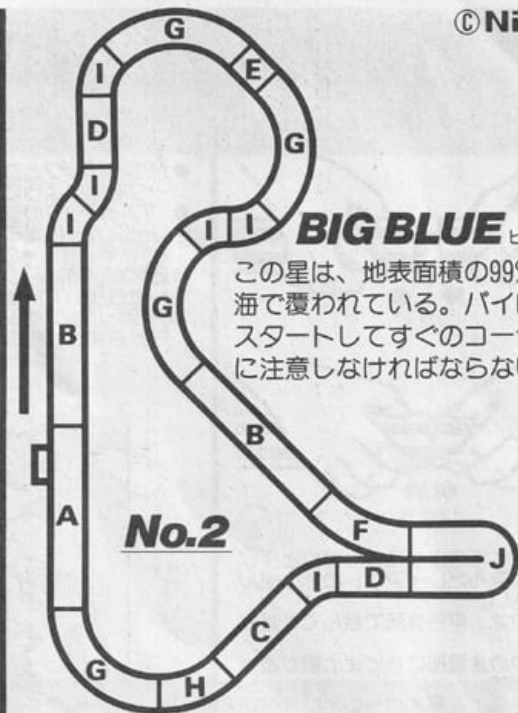 ©Ni
G
I
E
D
G
I
I
I
I
BIG BLUE
この星は、地表面積の99%
海で覆われている。パイ
スタートしてすぐのコー
に注意しなければならな
G
B
B
A
No.2
F
J
I
D
C
G
H